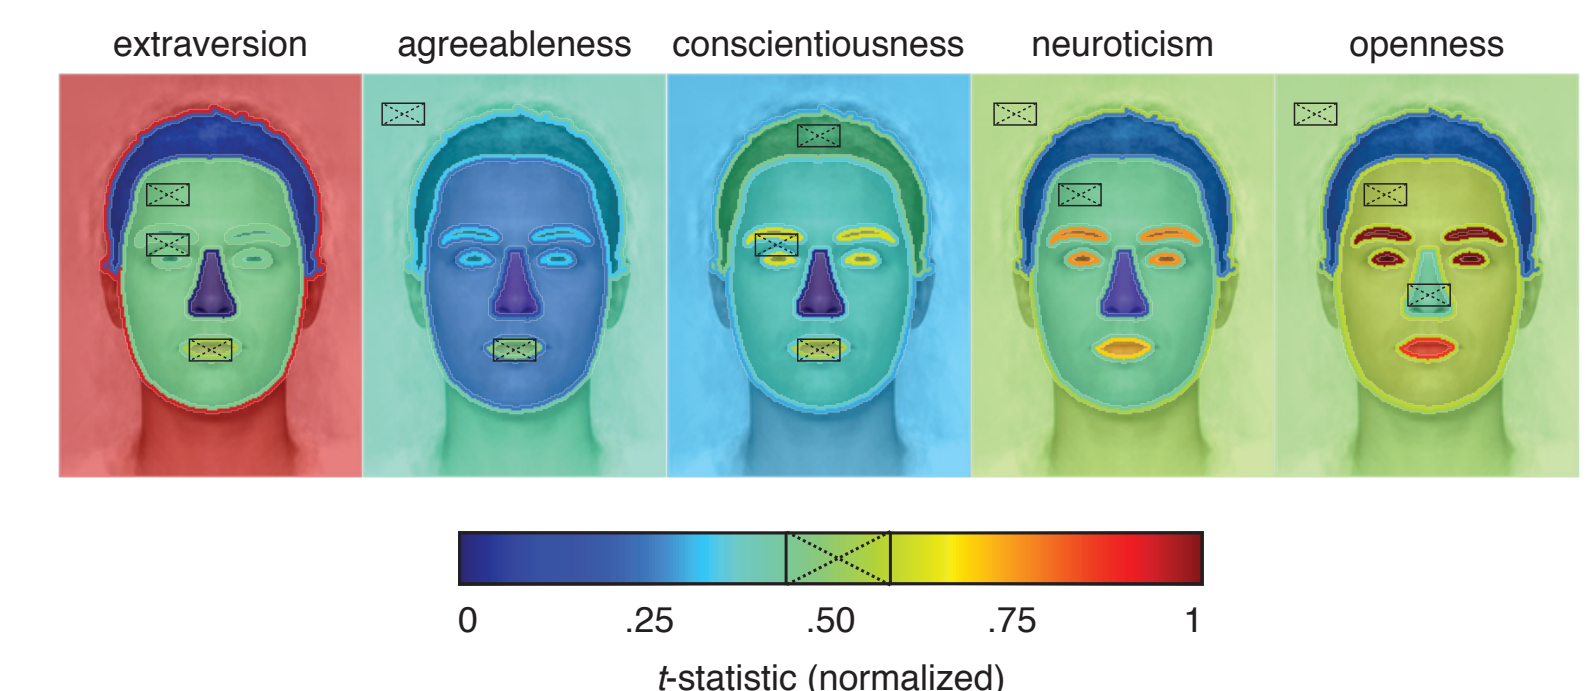 extraversion agreeableness conscientiousness neuroticism openness
0 .25 .50 .75 1
t-statistic (normalized)